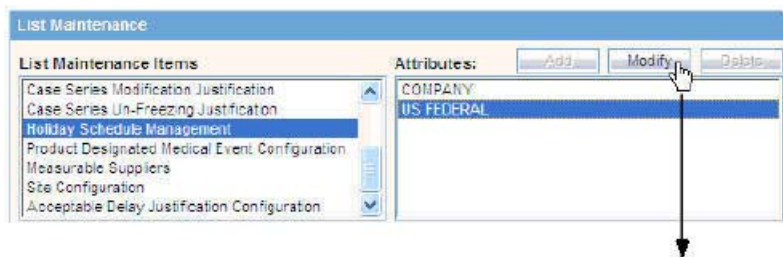 List Maintenance
List Maintenance Items
Attributes:
Add
Modify
Delete
Case Series Modification Justification
Case Series Un-Freezing Justification
Holiday Schedule Management
Product Designated Medical Event Configuration
Measurable Suppliers
Site Configuration
Acceptable Delay Justification Configuration
COMPANY
US FEDERAL